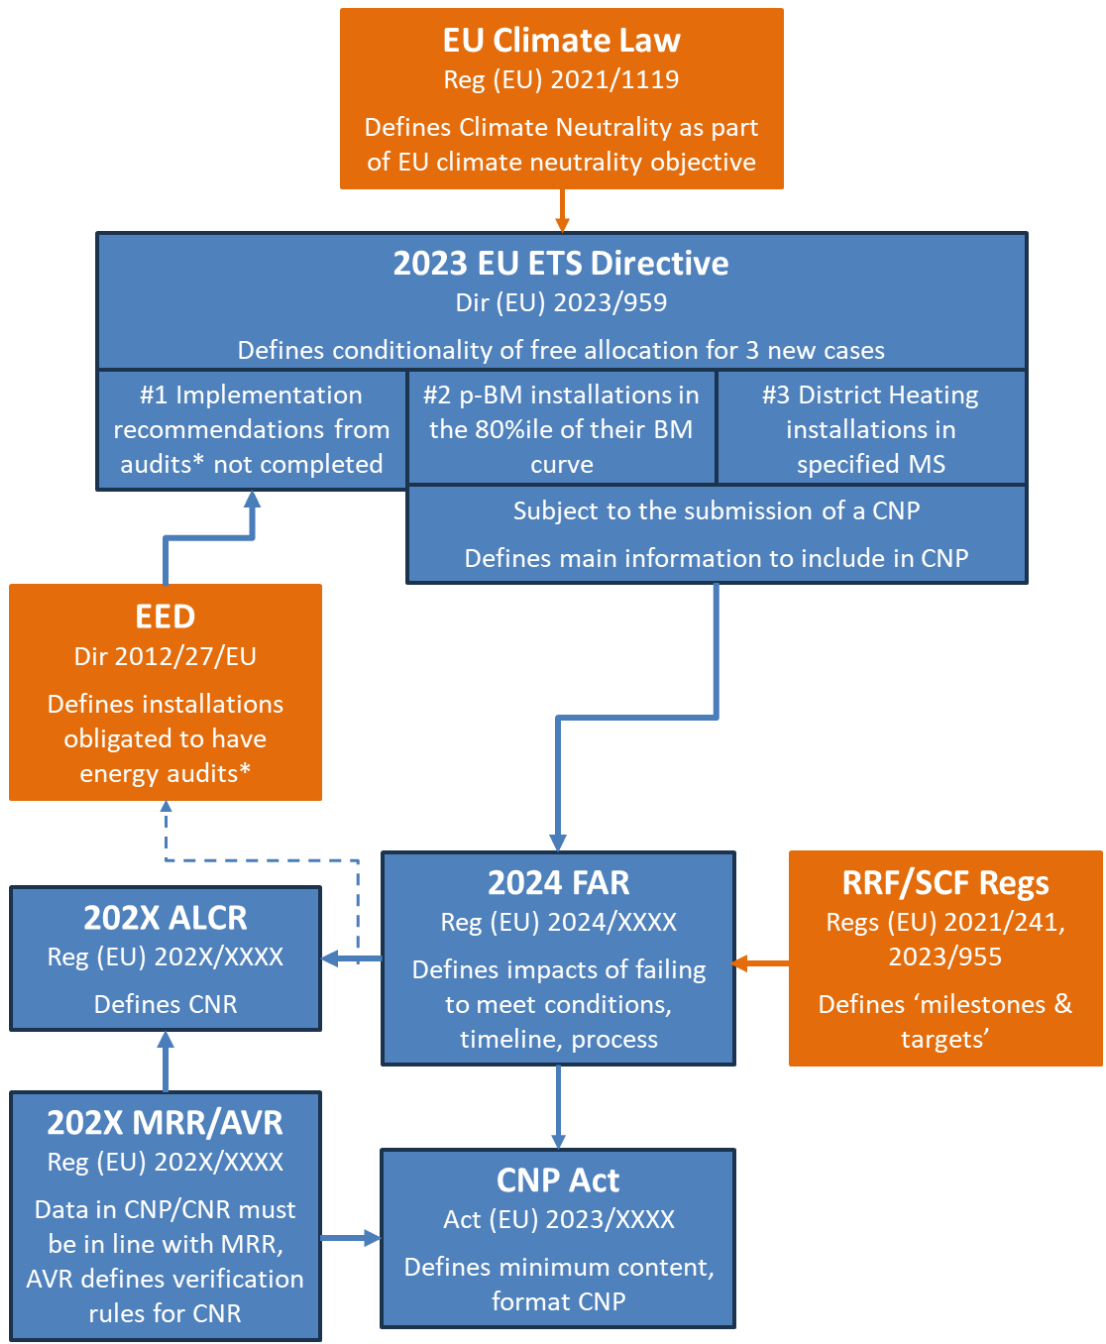 EU Climate Law
Reg (EU) 2021/1119
Defines Climate Neutrality as part
of EU climate neutrality objective
2023 EU ETS Directive
Dir (EU) 2023/959
Defines conditionality of free allocation for 3 new cases
#1 Implementation
recommendations from
audits* not completed
#2 p-BM installations in
the 80%ile of their BM
curve
#3 District Heating
installations in
specified MS
Subject to the submission of a CNP
Defines main information to include in CNP
EED
Dir 2012/27/EU
Defines installations
obligated to have
energy audits*
2024 FAR
Reg (EU) 2024/XXXX
Defines impacts of failing
to meet conditions,
timeline, process
RRF/SCF Regs
Regs (EU) 2021/241,
2023/955
Defines ‘milestones &
targets’
202X ALCR
Reg (EU) 202X/XXXX
Defines CNR
202X MRR/AVR
Reg (EU) 202X/XXXX
Data in CNP/CNR must
be in line with MRR,
AVR defines verification
rules for CNR
CNP Act
Act (EU) 2023/XXXX
Defines minimum content,
format CNP